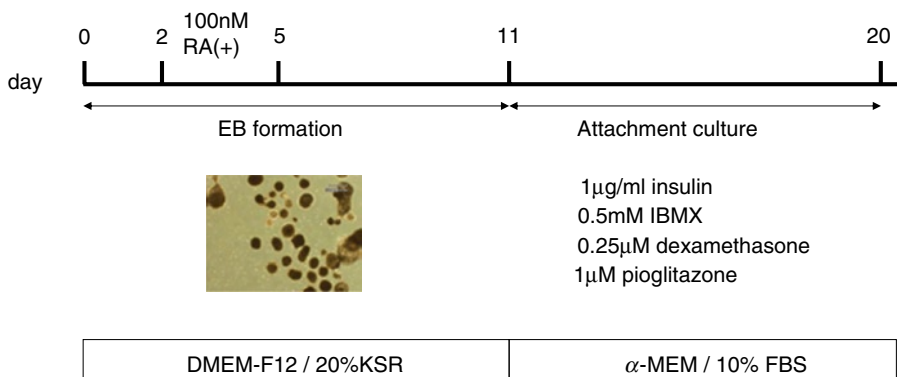 100nM
RA(+)
0 2 5 11 20
day
EB formation
Attachment culture
1μg/ml insulin
0.5mM IBMX
0.25μM dexamethasone
1μM pioglitazone
DMEM-F12 / 20%KSR
α-MEM / 10% FBS